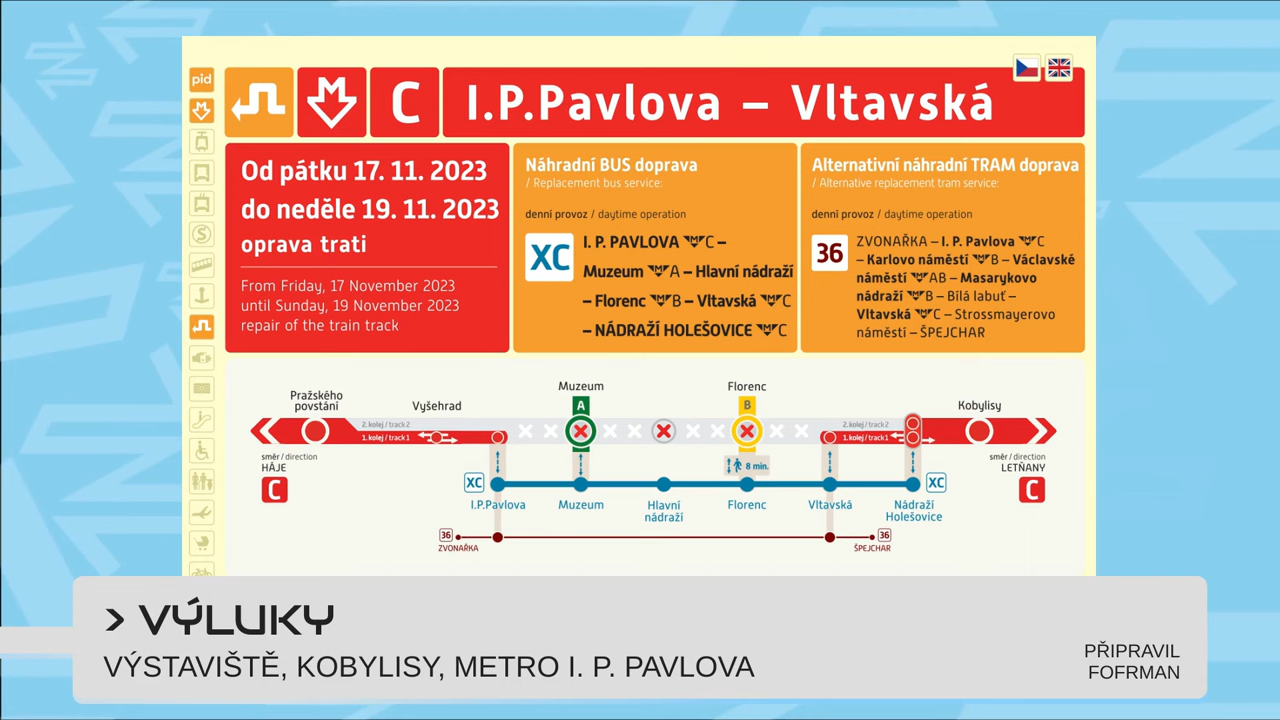 pid
C
I.P.Pavlova – Vltavská
Od pátku 17. 11. 2023
do neděle 19. 11. 2023
oprava trati
From Friday, 17 November 2023
until Sunday, 19 November 2023
repair of the train track
Náhradní BUS doprava
/ Replacement bus service:
denní provoz / daytime operation
XC
I. P. PAVLOVA C –
Muzeum A – Hlavní nádraží
– Florenc B – Vltavská C
– NÁDRAŽÍ HOLEŠOVICE C
Alternativní náhradní TRAM doprava
/ Alternative replacement tram service:
denní provoz / daytime operation
36
ZVONAŘKA – I. P. Pavlova C
– Karlovo náměstí B – Václavské
náměstí AB – Masarykovo
nádraží B – Bílá labuť –
Vltavská C – Strossmayerovo
náměstí – ŠPEJCHAR
Pražského
povstání
Vyšehrad
Muzeum
A
Florenc
B
Kobylisy
2. kolej / track 2
1. kolej / track 1
2. kolej / track 2
1. kolej / track 1
směr / direction
HÁJE
C
směr / direction
LETŇANY
C
8 min.
XC
XC
I.P.Pavlova
Muzeum
Hlavní
nádraží
Florenc
Vltavská
Nádraží
Holešovice
36
ZVONAŘKA
36
ŠPEJCHAR
> VÝLUKY
VÝSTAVIŠTĚ, KOBYLISY, METRO I. P. PAVLOVA
PŘIPRAVIL
FOFRMAN